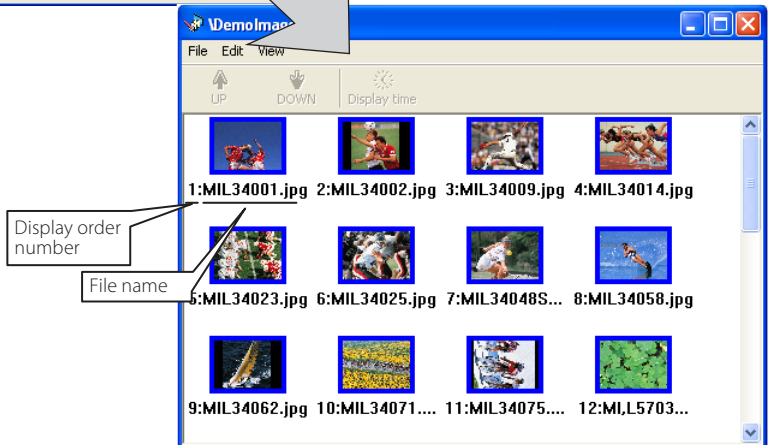 \DemoImag
File Edit View
UP DOWN Display time
1:MIL34001.jpg 2:MIL34002.jpg 3:MIL34009.jpg 4:MIL34014.jpg
Display order
number
File name
5:MIL34023.jpg 6:MIL34025.jpg 7:MIL34048S... 8:MIL34058.jpg
9:MIL34062.jpg 10:MIL34071.... 11:MIL34075.... 12:MI,L5703...